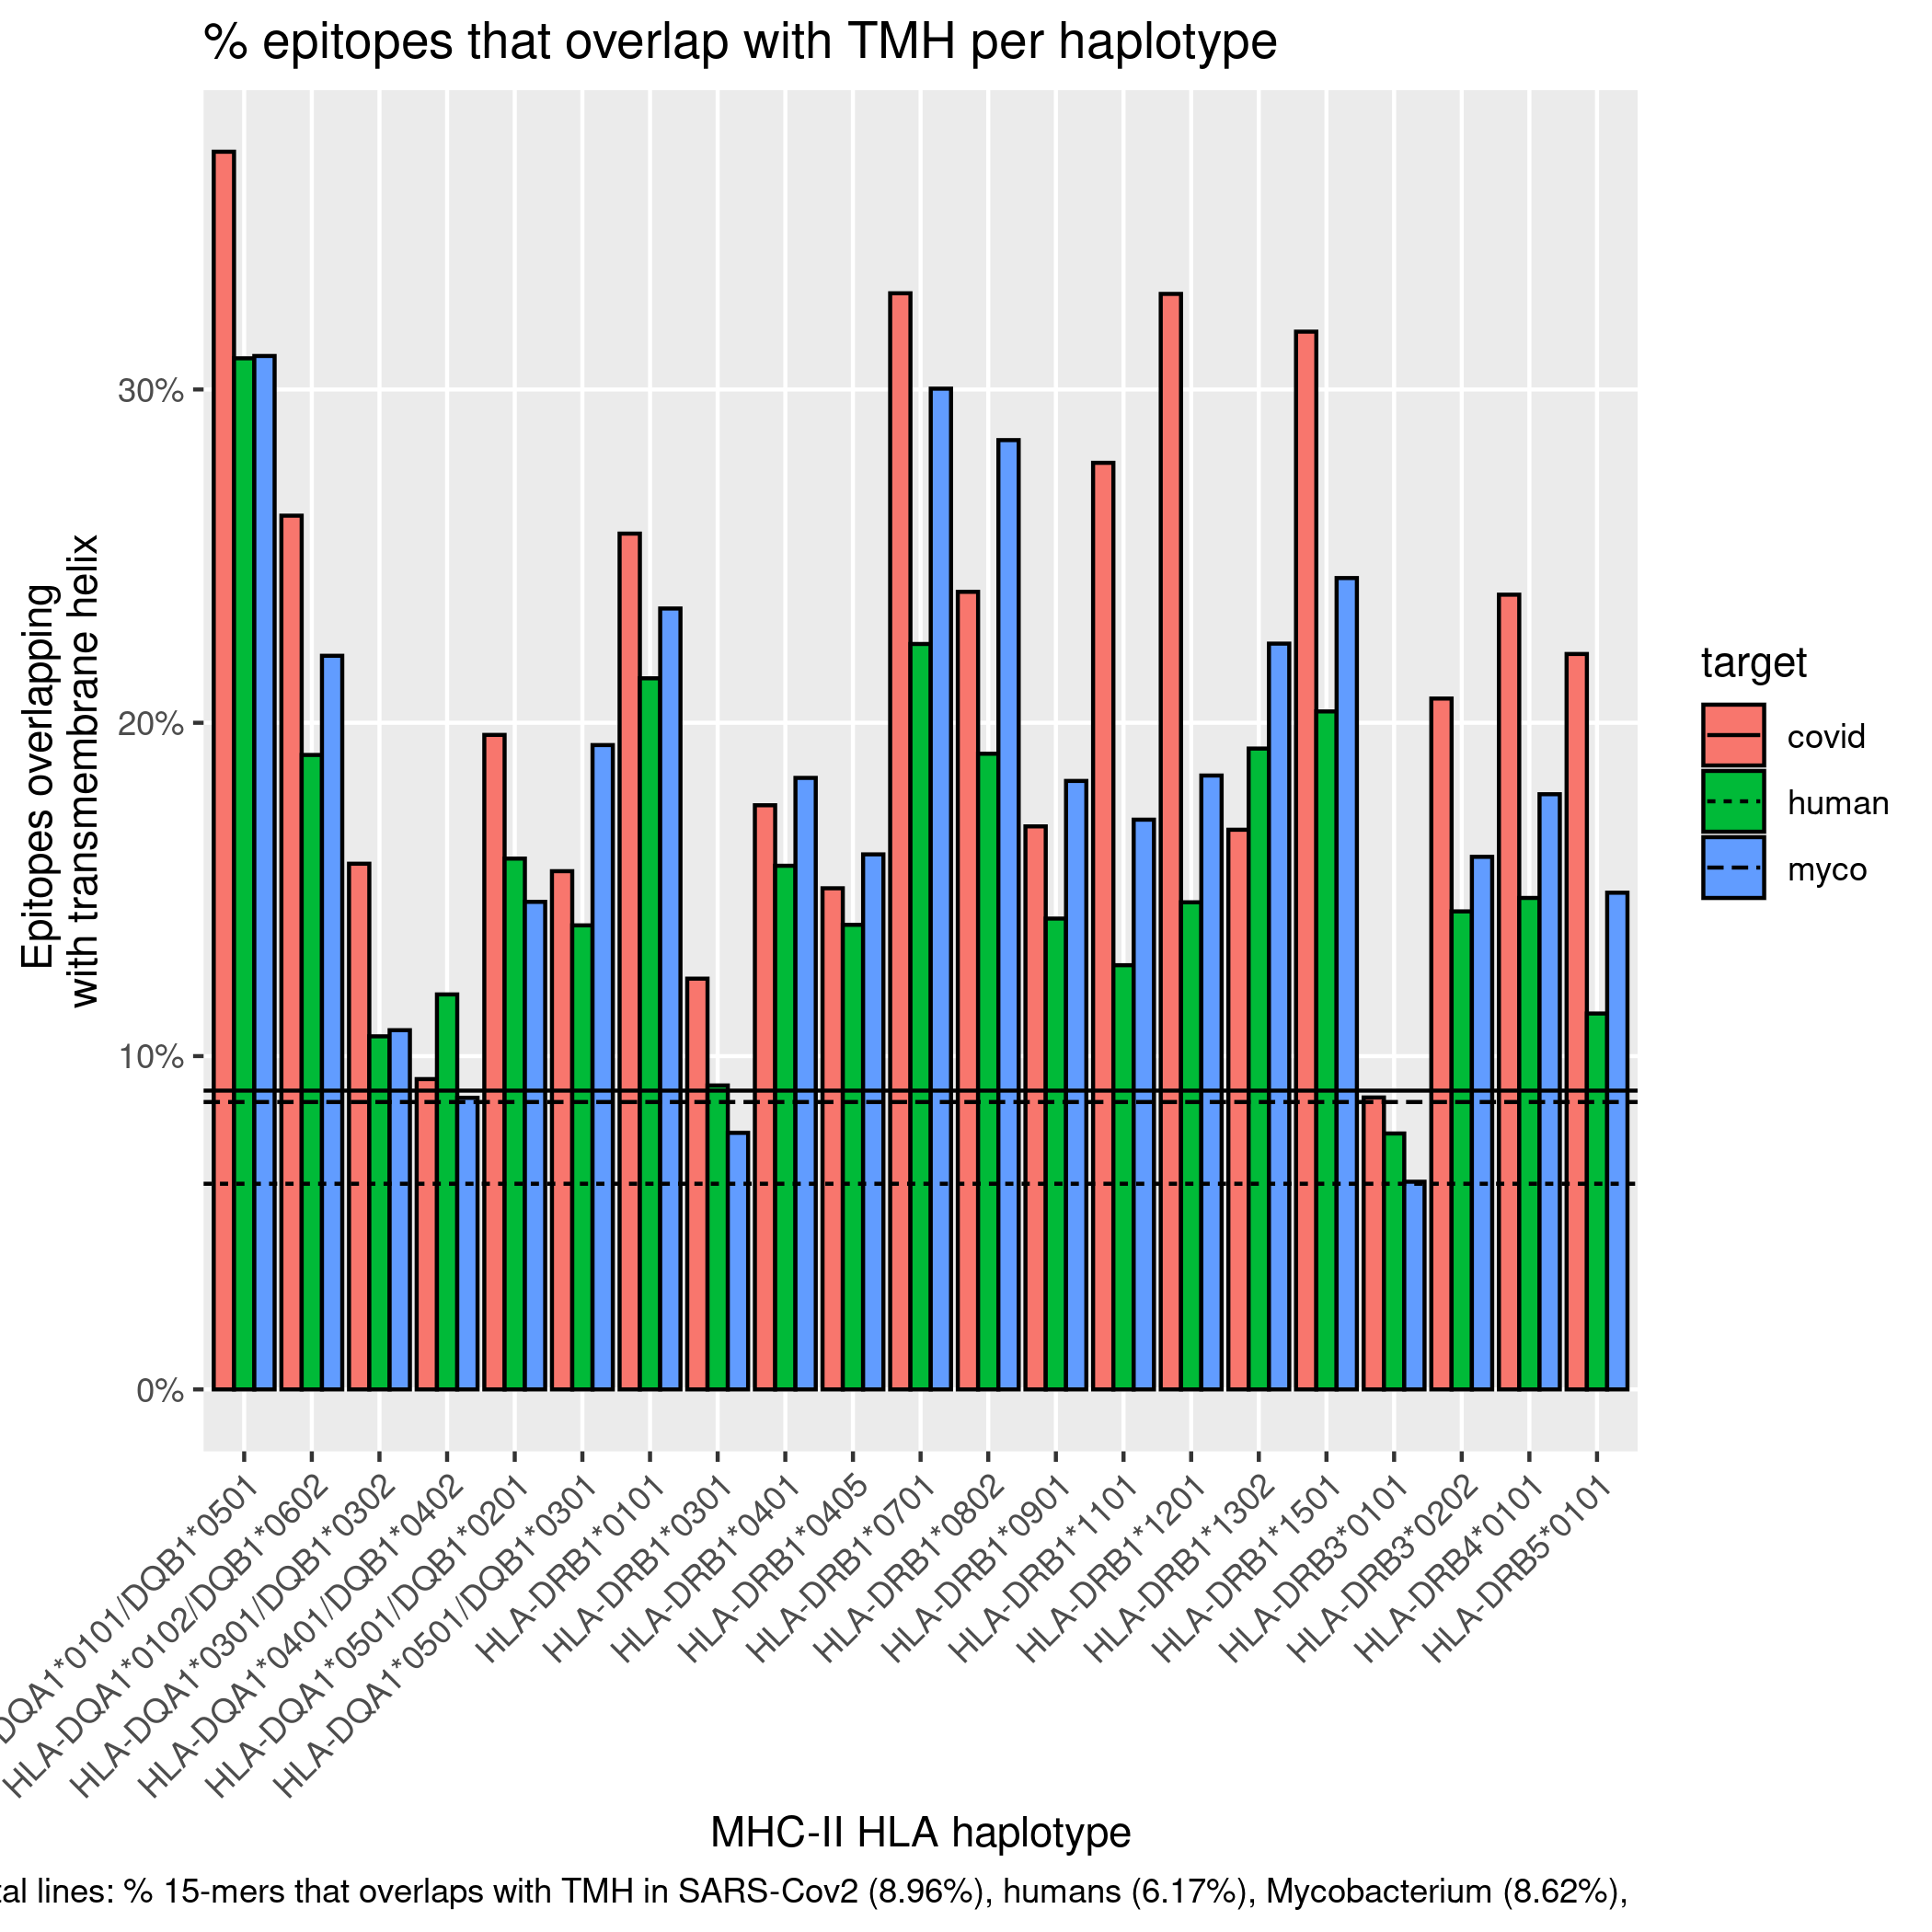 % epitopes that overlap with TMH per haplotype
Epitopes overlapping
with transmembrane helix
30%
20%
10%
0%
DQA1*0101/DQB1*0501
HLA-DQA1*0102/DQB1*0602
HLA-DQA1*0301/DQB1*0302
HLA-DQA1*0401/DQB1*0402
HLA-DQA1*0501/DQB1*0201
HLA-DQA1*0501/DQB1*0301
HLA-DRB1*0101
HLA-DRB1*0301
HLA-DRB1*0401
HLA-DRB1*0405
HLA-DRB1*0701
HLA-DRB1*0802
HLA-DRB1*0901
HLA-DRB1*1101
HLA-DRB1*1201
HLA-DRB1*1302
HLA-DRB1*1501
HLA-DRB3*0101
HLA-DRB3*0202
HLA-DRB4*0101
HLA-DRB5*0101
MHC-II HLA haplotype
target
covid
human
myco
tal lines: % 15-mers that overlaps with TMH in SARS-Cov2 (8.96%), humans (6.17%), Mycobacterium (8.62%),